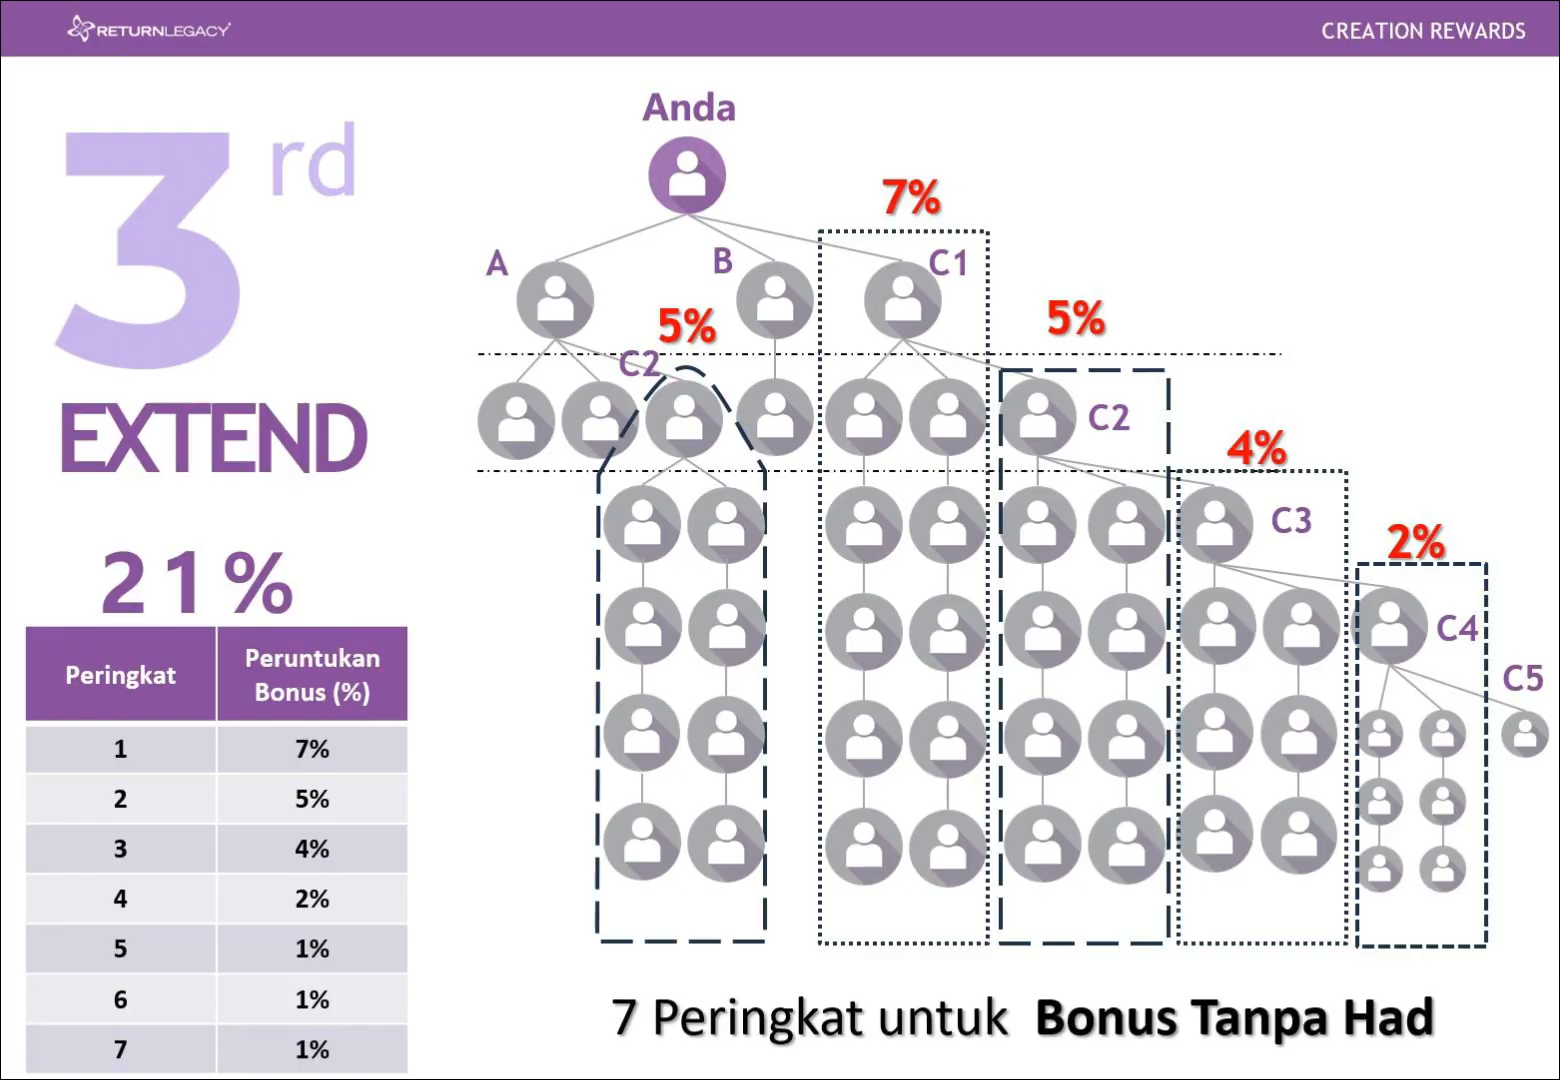 RETURNLEGACY
CREATION REWARDS
3rd
EXTEND
21%
Peringkat Peruntukan Bonus (%)
1 7%
2 5%
3 4%
4 2%
5 1%
6 1%
7 1%
Anda
7%
A
B
C1
5%
5%
C2
C2
4%
C3
2%
C4
C5
7 Peringkat untuk Bonus Tanpa Had